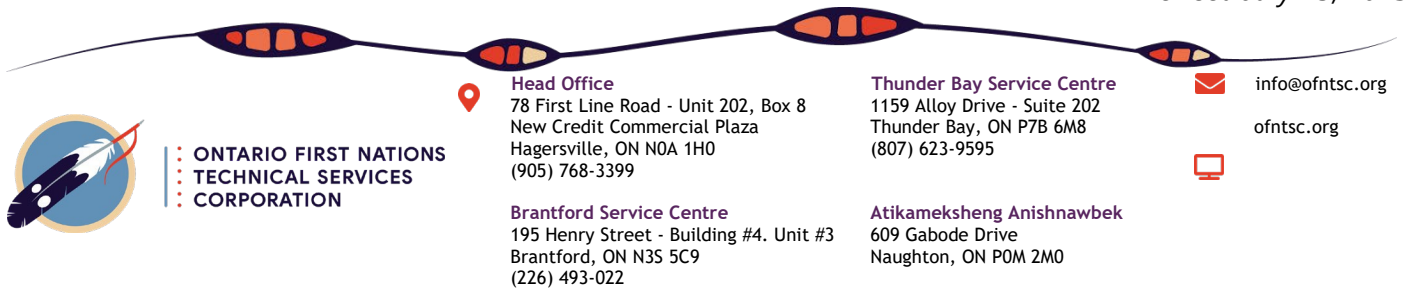 ONTARIO FIRST NATIONS
TECHNICAL SERVICES
CORPORATION
Head Office
78 First Line Road - Unit 202, Box 8
New Credit Commercial Plaza
Hagersville, ON N0A 1H0
(905) 768-3399
Brantford Service Centre
195 Henry Street - Building #4. Unit #3
Brantford, ON N3S 5C9
(226) 493-022
Thunder Bay Service Centre
1159 Alloy Drive - Suite 202
Thunder Bay, ON P7B 6M8
(807) 623-9595
Atikameksheng Anishnawbek
609 Gabode Drive
Naughton, ON P0M 2M0
info@ofntsc.org
ofntsc.org